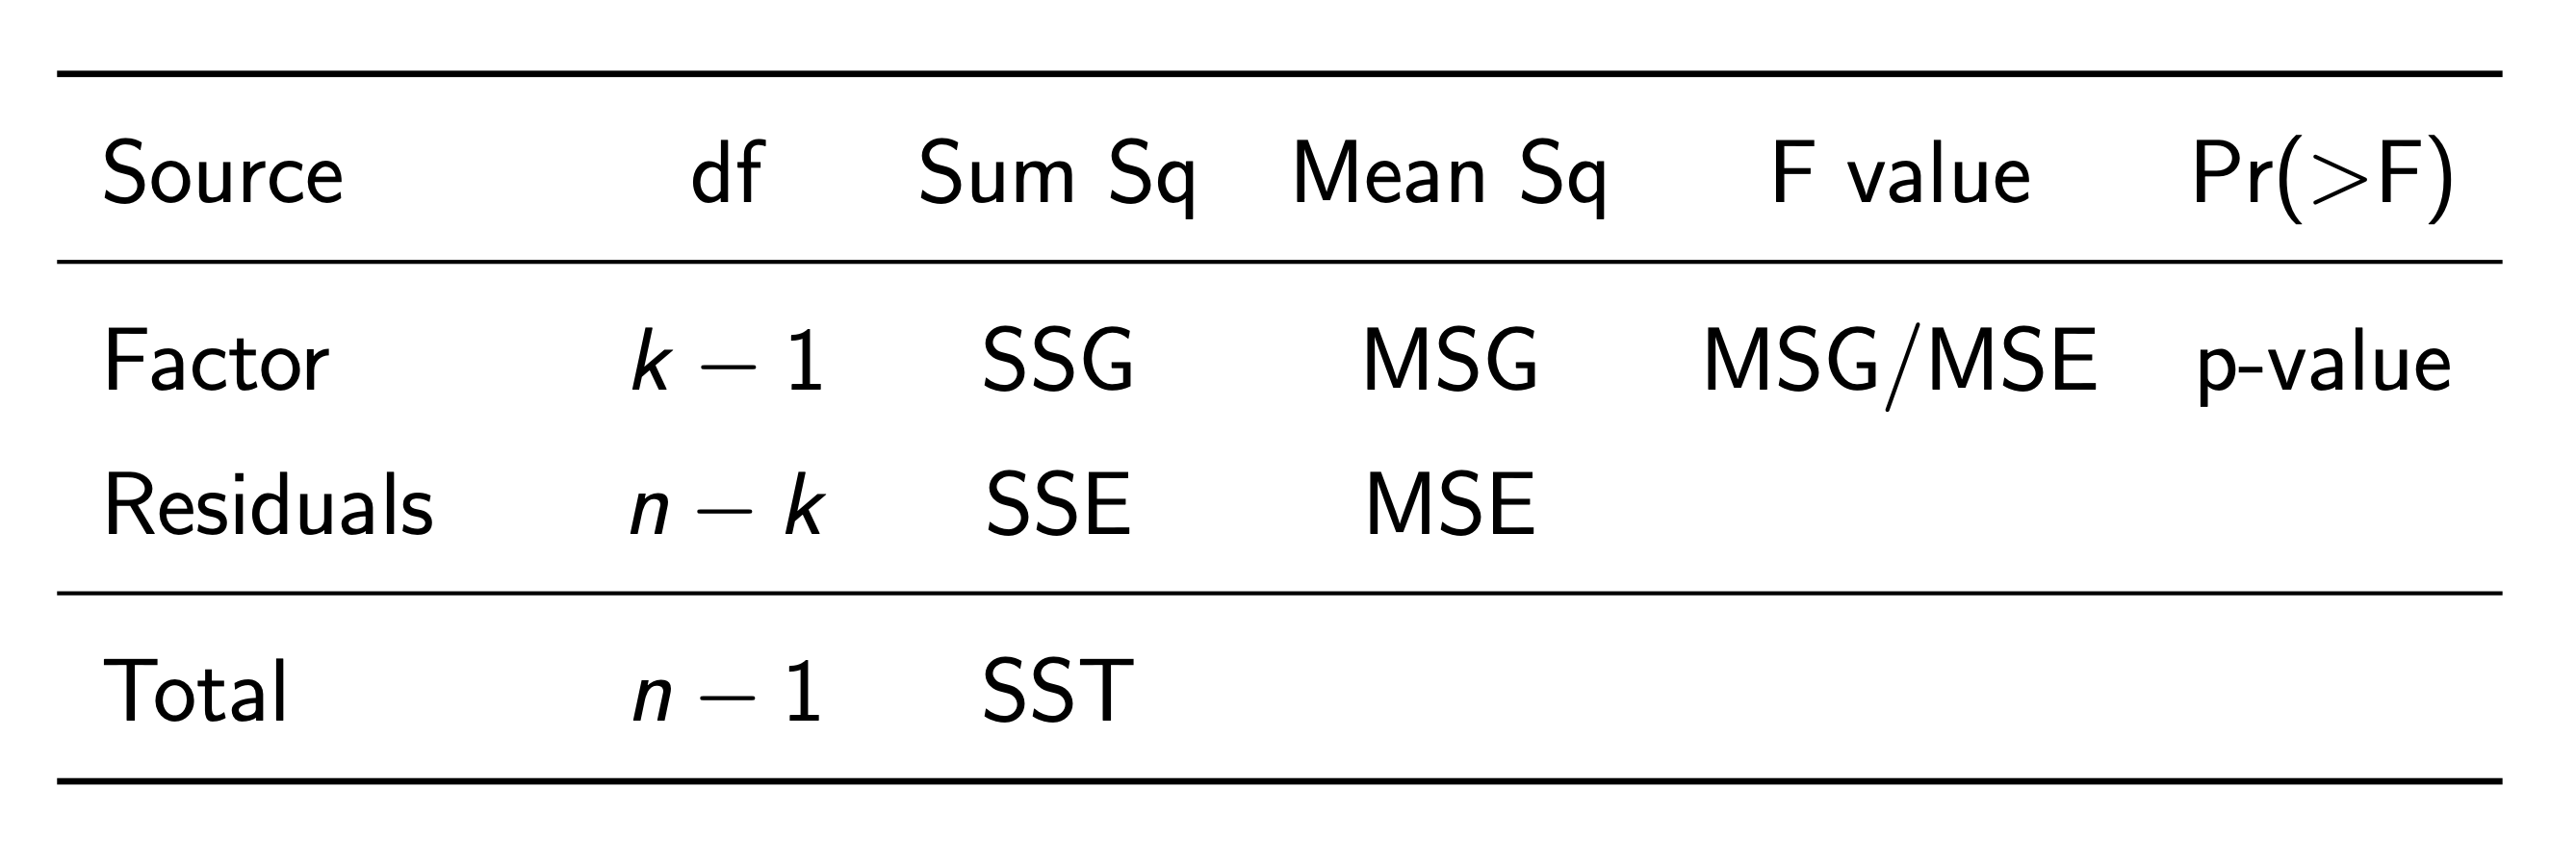 Source df Sum Sq Mean Sq F value Pr(>F)
Factor k − 1 SSG MSG MSG/MSE p-value
Residuals n − k SSE MSE
Total n − 1 SST